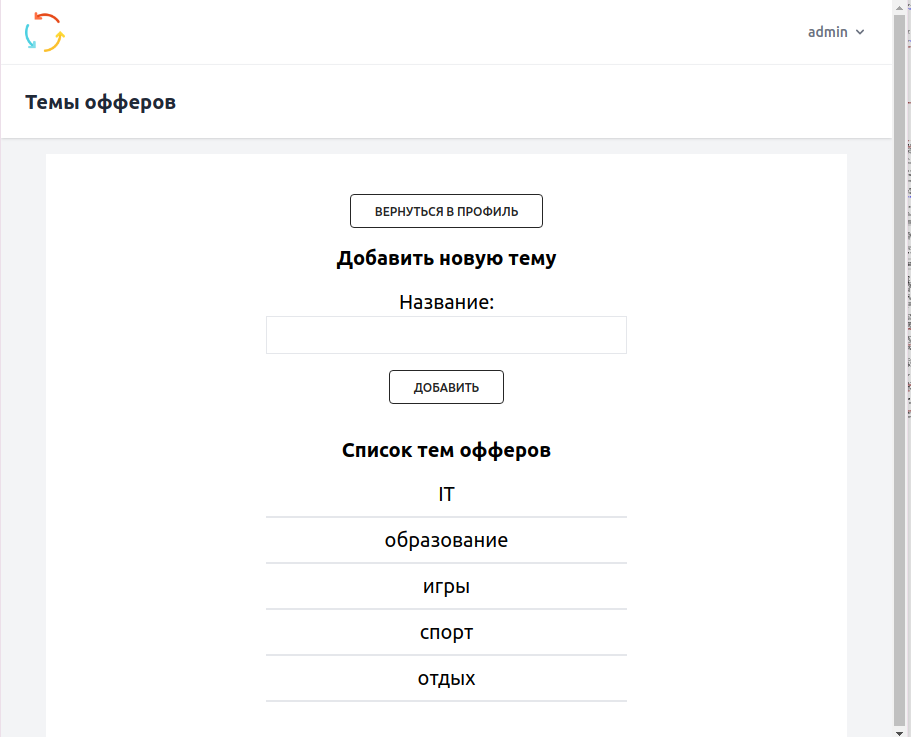 admin
Темы офферов
ВЕРНУТЬСЯ В ПРОФИЛЬ
Добавить новую тему
Название:
ДОБАВИТЬ
Список тем офферов
IT
образование
игры
спорт
отдых